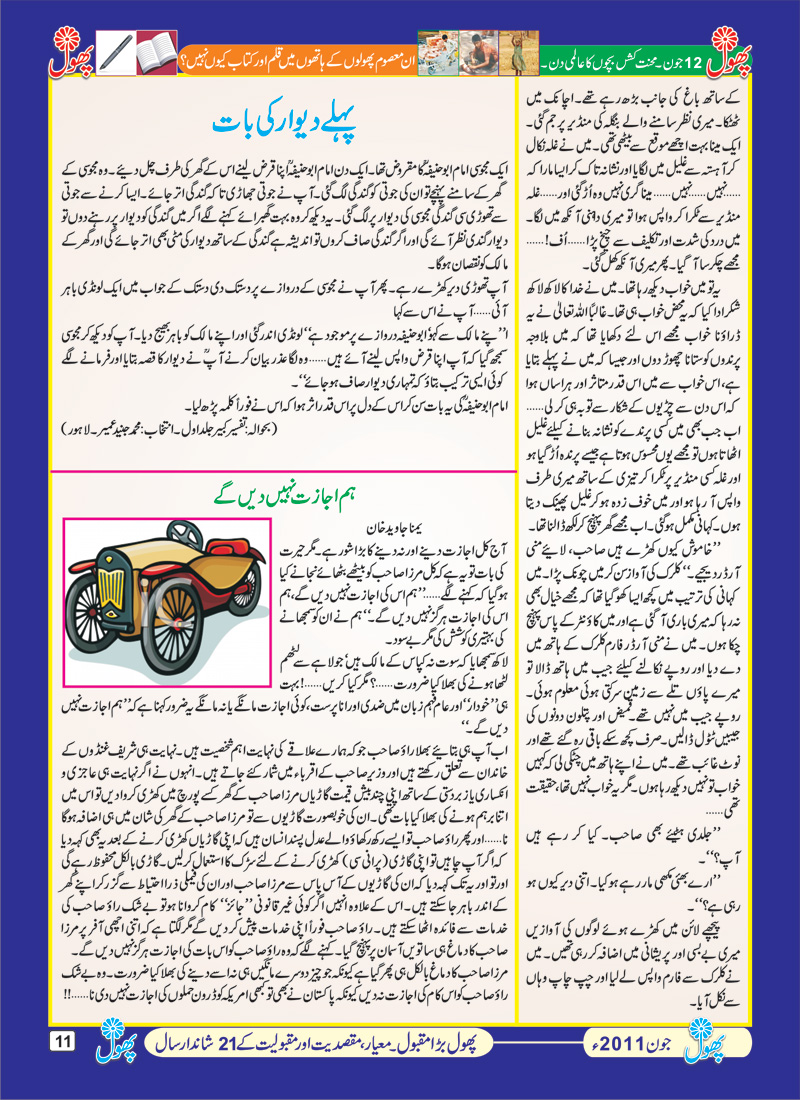 پھول
12 جون۔ محنت کش بچوں کا عالمی دن۔
ان معصوم پھولوں کے ہاتھوں میں قلم اور کتاب کیوں نہیں؟
پھول
کے ساتھ باغ کی جانب بڑھ رہے تھے۔ اچانک میں
ٹھٹکا۔ میری نظر سامنے والے بنگلہ کی منڈیر پر جم گئی۔
ایک مینا بہت اچھے موقع سے بیٹھی تھی۔ میں نے غلہ نکال
کر آہستہ سے غلیل میں لگایا اور نشانہ تاک کر ایسا مارا کہ
......نہیں......نہیں...... مینا گری نہیں وہ اُڑ گئی اور......غلہ
منڈیر سے ٹکرا کر واپس ہوا تو میری داہنی آنکھ میں لگا۔
میں درد کی شدت اور تکلیف سے چیخ پڑا......اُف!......
مجھے چکر سا آ گیا۔ پھر میری آنکھ کھل گئی۔
یہ تو میں خواب دیکھ رہا تھا۔ میں نے خدا کا لاکھ لاکھ
شکر ادا کیا کہ یہ محض خواب ہی تھا۔ غالباً اللہ تعالیٰ نے یہ
ڈراؤنا خواب مجھے اس لئے دکھایا تھا کہ میں بلاوجہ
پرندوں کو ستانا چھوڑ دوں اور جیسا کہ میں نے پہلے بتایا
ہے، اس خواب سے میں اس قدر متاثر اور ہراساں ہوا
کہ اس دن سے چڑیوں کے شکار سے توبہ ہی کر لی......
اب جب بھی میں کسی پرندے کو نشانہ بنانے کیلئے غلیل
اٹھاتا ہوں تو مجھے یوں محسوس ہوتا ہے جیسے پرندہ اُڑ گیا ہو
اور غلہ کسی منڈیر پر ٹکرا کر تیزی کے ساتھ میری طرف
واپس آ رہا ہو اور میں خوف زدہ ہو کر غلیل پھینک دیتا
ہوں۔ کہانی مکمل ہو گئی۔ اب مجھے گھر پہنچ کر لکھ ڈالنا تھا۔
’’خاموش کیوں کھڑے ہیں صاحب، لایئے منی
آرڈر دیجیے۔‘‘ کلرک کی آواز سن کر میں چونک پڑا۔ میں
کہانی کی ترتیب میں کچھ ایسا کھو گیا تھا کہ مجھے خیال بھی
نہ رہا کہ میری باری آ گئی ہے اور میں کاؤنٹر کے پاس پہنچ
چکا ہوں۔ میں نے منی آرڈر فارم کلرک کے ہاتھ میں
دے دیا اور روپے نکالنے کیلئے جیب میں ہاتھ ڈالا تو
میرے پاؤں تلے سے زمین سرکتی ہوئی معلوم ہوئی۔
روپے جیب میں نہیں تھے۔ قمیض اور پتلون دونوں کی
جیبیں ٹٹول ڈالیں۔ صرف کچھ سکے باقی رہ گئے تھے اور
نوٹ غائب تھے۔ میں نے اپنے ہاتھ میں چٹکی لی کہ کہیں
خواب تو نہیں دیکھ رہا ہوں۔ مگر یہ خواب نہیں تھا، حقیقت
تھی......
’’جلدی ہٹیئے بھی صاحب۔ کیا کر رہے ہیں
آپ؟‘‘۔
’’ارے بھئی مکھی مار رہے ہو کیا۔ اتنی دیر کیوں ہو
رہی ہے؟‘‘۔
پیچھے لائن میں کھڑے ہوئے لوگوں کی آوازیں
میری بے بسی اور پریشانی میں اضافہ کر رہی تھیں۔ میں
نے کلرک سے فارم واپس لے لیا اور چپ چاپ وہاں
سے نکل آیا۔
پہلے دیوار کی بات
ایک مجوسی امام ابو حنیفہؒ کا مقروض تھا۔ ایک دن امام ابو حنیفہؒ اپنا قرض لینے اس کے گھر کی طرف چل دیئے۔ وہ مجوسی کے
گھر کے سامنے پہنچے تو ان کی جوتی کو گندگی لگ گئی۔ آپ نے جوتی جھاڑی تاکہ گندگی اتر جائے۔ ایسا کرنے سے جوتی
سے تھوڑی سی گندگی مجوسی کی دیوار پر لگ گئی۔ یہ دیکھ کر وہ بہت گھبرائے کہنے لگے اگر میں گندگی کو دیوار پر رہنے دوں تو
دیوار گندی نظر آئے گی اور اگر گندگی صاف کروں تو اندیشہ ہے گندگی کے ساتھ دیوار کی مٹی بھی اتر جائے گی اور گھر کے
مالک کو نقصان ہوگا۔
آپ تھوڑی دیر کھڑے رہے۔ پھر آپ نے مجوسی کے دروازے پر دستک دی دستک کے جواب میں ایک لونڈی باہر
آئی......آپ نے اس سے کہا
ا’’پنے مالک سے کہو ابو حنیفہ دروازے پر موجود ہے‘‘ لونڈی اندر گئی اور اپنے مالک کو باہر بھیج دیا۔ آپ کو دیکھ کر مجوسی
سمجھ گیا کہ آپ اپنا قرض واپس لینے آئے ہیں......وہ لگا عذر بیان کرنے آپؒ نے دیوار کا قصہ بتایا اور فرمانے لگے
کوئی ایسی ترکیب بتاؤ کہ تمہاری دیوار صاف ہو جائے‘‘۔
امام ابو حنیفہؒ کی یہ بات سن کر اس کے دل پر اس قدر اثر ہوا کہ اس نے فوراً کلمہ پڑھ لیا۔
(بحوالہ: تفسیر کبیر جلد اول۔ انتخاب: محمد جنید عمیر۔ لاہور)
ہم اجازت نہیں دیں گے
یمنا جاوید خان
آج کل اجازت دینے اور نہ دینے کا بڑا شور ہے۔ مگر حیرت
کی بات تو یہ ہے کہ کل مرزا صاحب کو بیٹھے بٹھائے نجانے کیا
ہو گیا کہ کہنے لگے......’’ہم اس کی اجازت نہیں دیں گے، ہم
اس کی اجازت ہرگز نہیں دیں گے۔‘‘ ہم نے ان کو سمجھانے
کی بہتیری کوشش کی مگر بے سود۔
لاکھ سمجھایا کہ سوت نہ کپاس کے مالک ہیں! جولاہے سے لٹھم
لٹھا ہونے کی بھلا کیا ضرورت......؟ مگر کیا کریں......! بہت
ہی ’’خوددار‘‘ اور عام فہم زبان میں ضدی اور انا پرست، کوئی اجازت مانگے یا نہ مانگے یہ ضرور کہنا ہے کہ ’’ہم اجازت نہیں
دیں گے۔‘‘
اب آپ ہی بتایئے بھلا راؤ صاحب جو کہ ہمارے علاقے کی نہایت اہم شخصیت ہیں۔ نہایت ہی شریف غنڈوں کے
خاندان سے تعلق رکھتے ہیں اور وزیر صاحب کے اقرباء میں شمار کئے جاتے ہیں۔ انہوں نے اگر نہایت ہی عاجزی و
انکساری یا زبردستی کے ساتھ اپنی چند بیش قیمت گاڑیاں مرزا صاحب کے گھر کے پورچ میں کھڑی کروا دیں تو اس میں
اتنا برہم ہونے کی بھلا کیا بات تھی۔ ان کی خوبصورت گاڑیوں سے تو مرزا صاحب کے گھر کی شان میں ہی اضافہ ہوگا
نا......اور پھر راؤ صاحب تو ایسے رکھ رکھاؤ والے عدل پسند انسان ہیں کہ اپنی گاڑیاں کھڑی کرنے کے بعد یہ بھی کہہ دیا
کہ اگر آپ چاہیں تو اپنی گاڑی (پرانی سی) کھڑی کرنے کے لئے سڑک کا استعمال کر لیں۔ گاڑی بالکل محفوظ رہے گی
اور تو اور یہ تک کہہ دیا کہ ان کی گاڑیوں کے آس پاس سے مرزا صاحب اور ان کی فیملی ذرا احتیاط سے گزر کر اپنے گھر
کے اندر باہر جا سکتے ہیں۔ اس کے علاوہ انہیں اگر کوئی غیر قانونی ’’جائز‘‘ کام کروانا ہو تو بے شک راؤ صاحب کی
خدمات سے فائدہ اٹھا سکتے ہیں۔ راؤ صاحب فوراً اپنی خدمات پیش کر دیں گے مگر لگتا ہے کہ اتنی اچھی آفر پر مرزا
صاحب کا دماغ ہی ساتویں آسمان پر پہنچ گیا۔ کہنے لگے کہ وہ راؤ صاحب کو اس بات کی اجازت ہرگز نہیں دیں گے۔
مرزا صاحب کا دماغ بالکل ہی پھر گیا ہے کیونکہ جو چیز دوسرے مانگیں ہی نہ اسے دینے کی بھلا کیا ضرورت۔ وہ بے شک
راؤ صاحب کو اس کام کی اجازت نہ دیں کیونکہ پاکستان نے بھی تو کبھی امریکہ کو ڈرون حملوں کی اجازت نہیں دی نا......!!
پھول
جون 2011ء
پھول بڑا مقبول۔ معیار، مقصدیت اور مقبولیت کے 21 شاندار سال
پھول
11